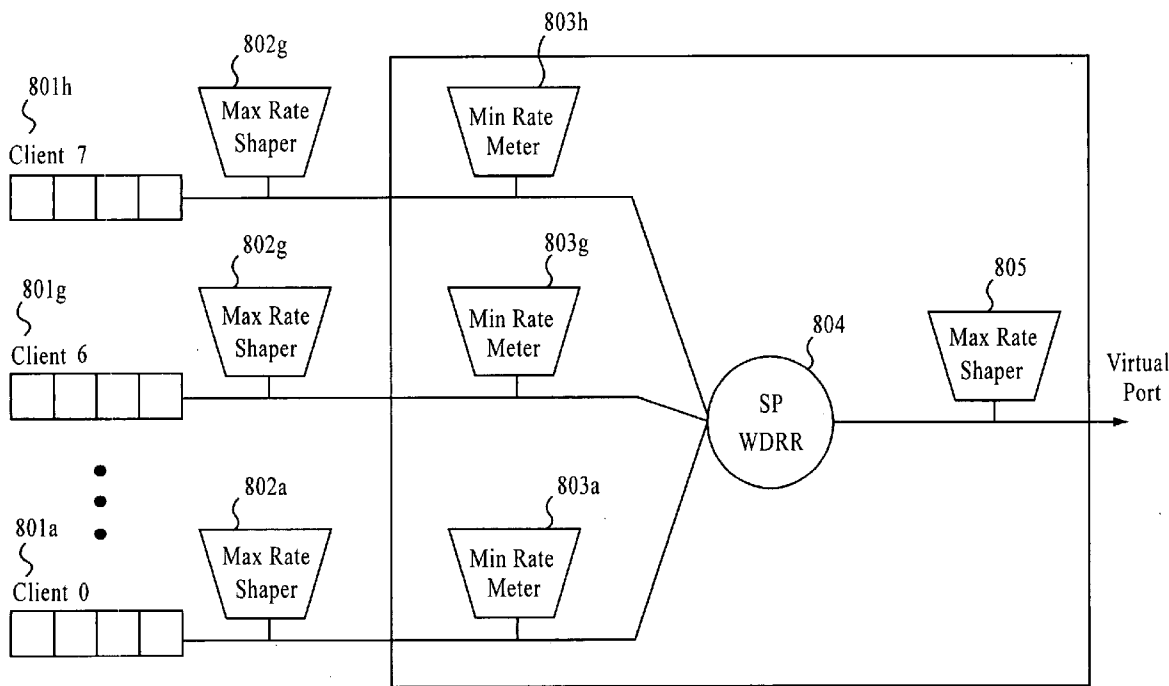 802g
803h
801h
Max Rate
Shaper
Min Rate
Meter
Client 7
802g
803g
801g
Max Rate
Shaper
Min Rate
Meter
805
Client 6
804
Max Rate
Shaper
Virtual
Port
SP
WDRR
802a
803a
801a
Max Rate
Shaper
Min Rate
Meter
Client 0